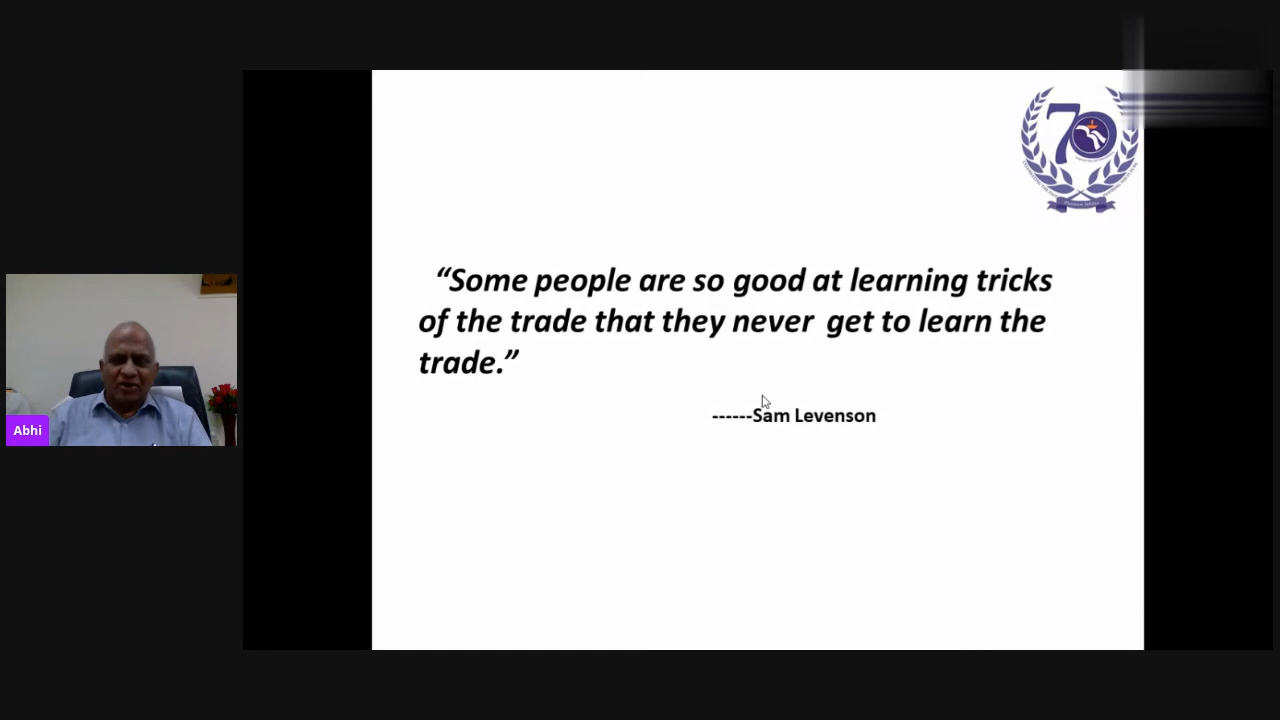 70
“Some people are so good at learning tricks
of the trade that they never get to learn the
trade.”
------Sam Levenson
Abhi